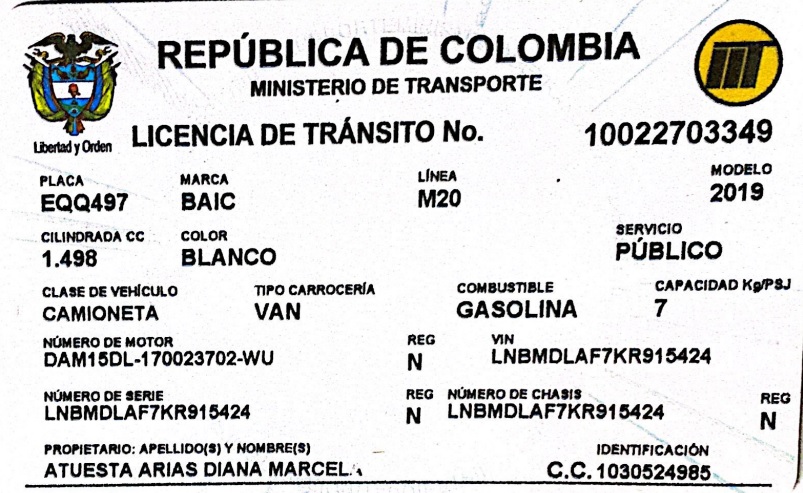 REPÚBLICA DE COLOMBIA
MINISTERIO DE TRANSPORTE
Libertad y Orden
LICENCIA DE TRÁNSITO No. 10022703349
PLACA MARCA LÍNEA MODELO
EQQ497 BAIC M20 2019
CILINDRADA CC COLOR SERVICIO
1.498 BLANCO PÚBLICO
CLASE DE VEHÍCULO TIPO CARROCERÍA COMBUSTIBLE CAPACIDAD Kg/PSJ
CAMIONETA VAN GASOLINA 7
NÚMERO DE MOTOR REG VIN
DAM15DL-170023702-WU N LNBMDLAF7KR915424
NÚMERO DE SERIE REG NÚMERO DE CHASIS REG
LNBMDLAF7KR915424 N LNBMDLAF7KR915424 N
PROPIETARIO: APELLIDO(S) Y NOMBRE(S) IDENTIFICACIÓN
ATUESTA ARIAS DIANA MARCELA C.C. 1030524985